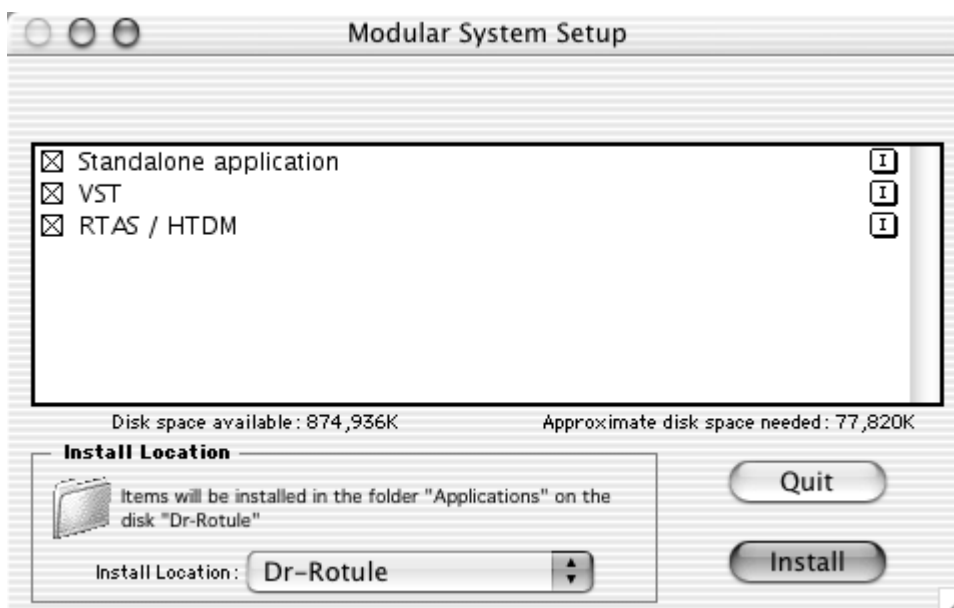 Modular System Setup
Standalone application I
VST I
RTAS / HTDM I
Disk space available: 874,936K Approximate disk space needed: 77,820K
Install Location
Items will be installed in the folder "Applications" on the
disk "Dr-Rotule"
Install Location: Dr-Rotule
Quit
Install